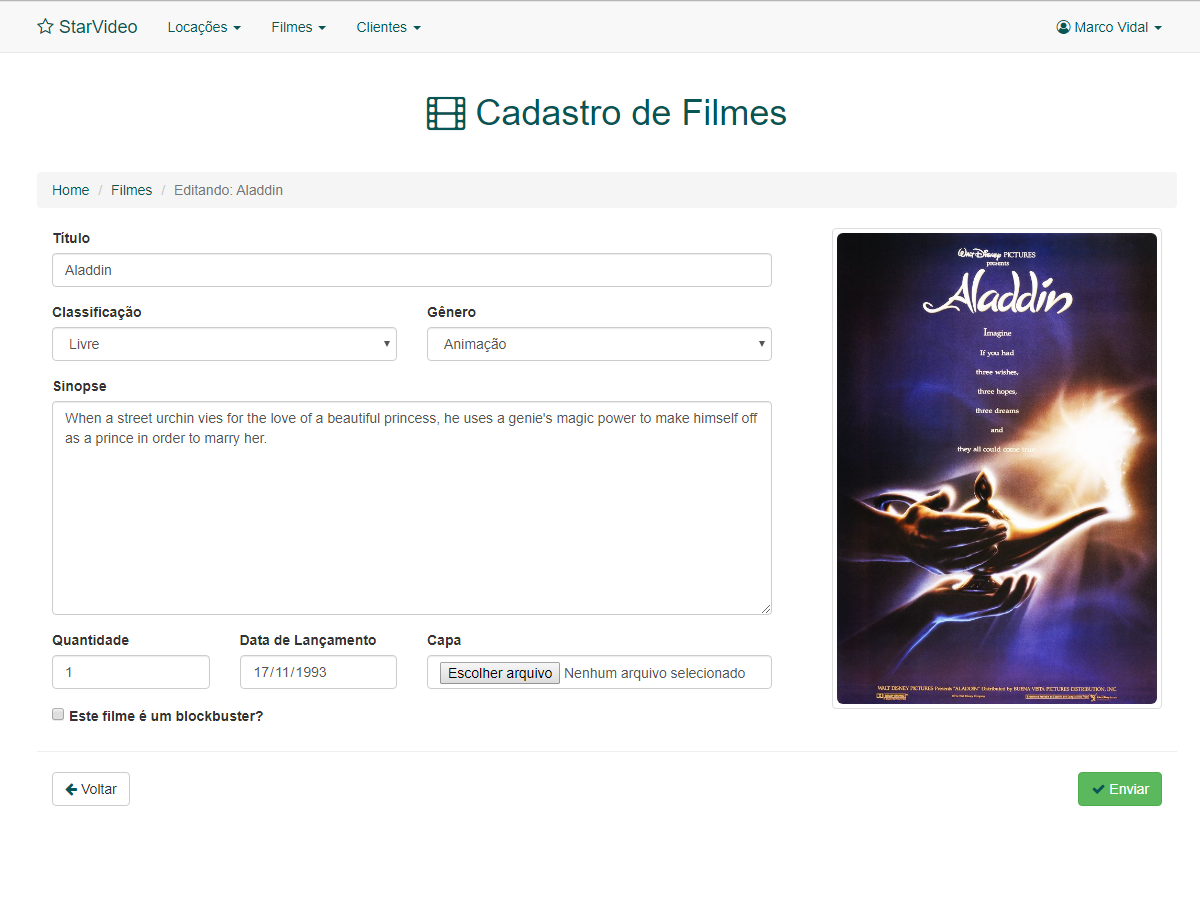 StarVideo Locações Filmes Clientes Marco Vidal
Cadastro de Filmes
Home / Filmes / Editando: Aladdin
Título
Aladdin
Classificação Gênero
Livre Animação
Sinopse
When a street urchin vies for the love of a beautiful princess, he uses a genie's magic power to make himself off
as a prince in order to marry her.
Quantidade Data de Lançamento Capa
1 17/11/1993 Escolher arquivo Nenhum arquivo selecionado
Este filme é um blockbuster?
Walt Disney PICTURES
presents
Aladdin
Imagine
If you had
three wishes,
three hopes,
three dreams
and
they all could come true.
WALT DISNEY PICTURES Presents "ALADDIN" Distributed by BUENA VISTA PICTURES DISTRIBUTION, INC
Voltar Enviar